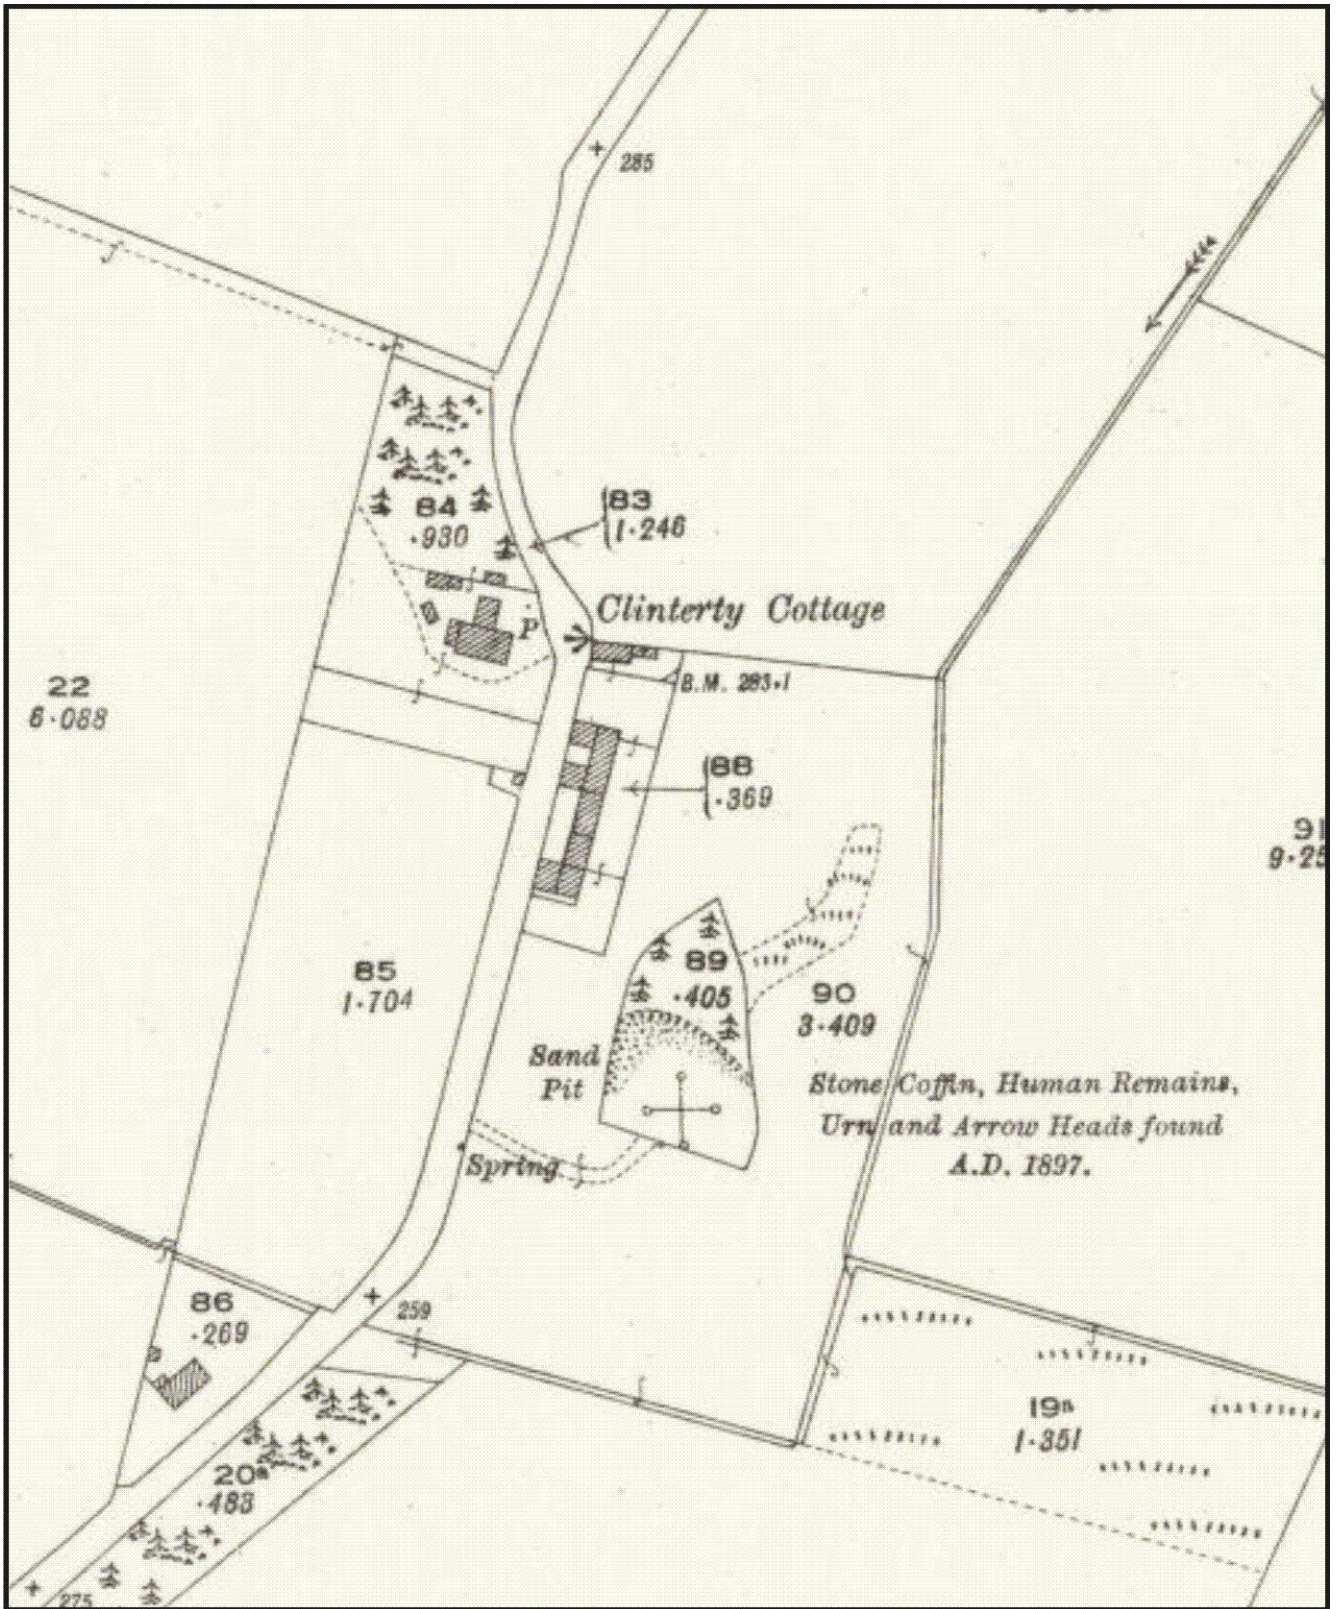 285
83
1·246
84
·930
Clinterty Cottage
P
B.M. 283·1
22
6·088
88
·369
91
85
1·704
89
·405
90
3·409
Sand
Pit
Stone Coffin, Human Remains,
Urn and Arrow Heads found
A.D. 1897.
Spring
86
·269
259
19a
1·351
20a
·483
275